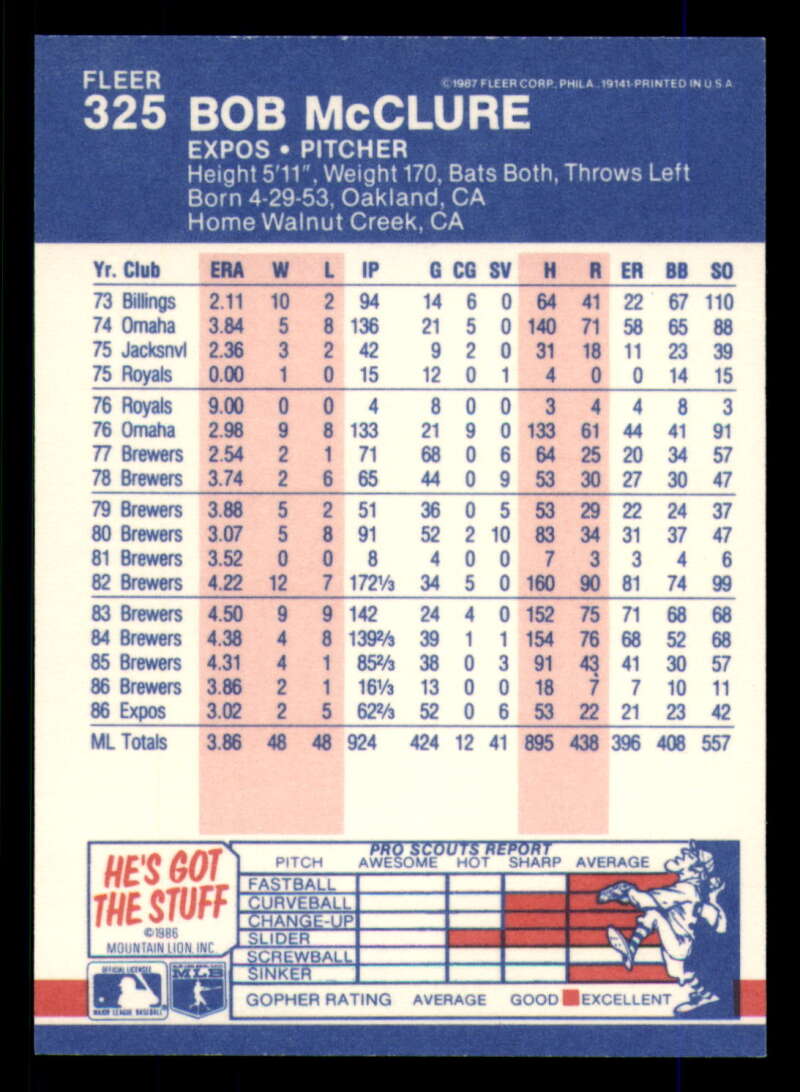 FLEER
©1987 FLEER CORP., PHILA., 19141-PRINTED IN U.S.A.
325 BOB McCLURE
EXPOS • PITCHER
Height 5'11", Weight 170, Bats Both, Throws Left
Born 4-29-53, Oakland, CA
Home Walnut Creek, CA
Yr. Club ERA W L IP G CG SV H R ER BB SO
73 Billings 2.11 10 2 94 14 6 0 64 41 22 67 110
74 Omaha 3.84 5 8 136 21 5 0 140 71 58 65 88
75 Jacksnvl 2.36 3 2 42 9 2 0 31 18 11 23 39
75 Royals 0.00 1 0 15 12 0 1 4 0 0 14 15
76 Royals 9.00 0 0 4 8 0 0 3 4 4 8 3
76 Omaha 2.98 9 8 133 21 9 0 133 61 44 41 91
77 Brewers 2.54 2 1 71 68 0 6 64 25 20 34 57
78 Brewers 3.74 2 6 65 44 0 9 53 30 27 30 47
79 Brewers 3.88 5 2 51 36 0 5 53 29 22 24 37
80 Brewers 3.07 5 8 91 52 2 10 83 34 31 37 47
81 Brewers 3.52 0 0 8 4 0 0 7 3 3 4 6
82 Brewers 4.22 12 7 172⅓ 34 5 0 160 90 81 74 99
83 Brewers 4.50 9 9 142 24 4 0 152 75 71 68 68
84 Brewers 4.38 4 8 139⅔ 39 1 1 154 76 68 52 68
85 Brewers 4.31 4 1 85⅔ 38 0 3 91 43 41 30 57
86 Brewers 3.86 2 1 16⅓ 13 0 0 18 7 7 10 11
86 Expos 3.02 2 5 62⅔ 52 0 6 53 22 21 23 42
ML Totals 3.86 48 48 924 424 12 41 895 438 396 408 557
HE'S GOT
THE STUFF
©1986
MOUNTAIN LION, INC.
PRO SCOUTS REPORT
PITCH AWESOME HOT SHARP AVERAGE
FASTBALL
CURVEBALL
CHANGE-UP
SLIDER
SCREWBALL
SINKER
GOPHER RATING AVERAGE GOOD EXCELLENT
OFFICIAL LICENSEE
MAJOR LEAGUE BASEBALL
MLB